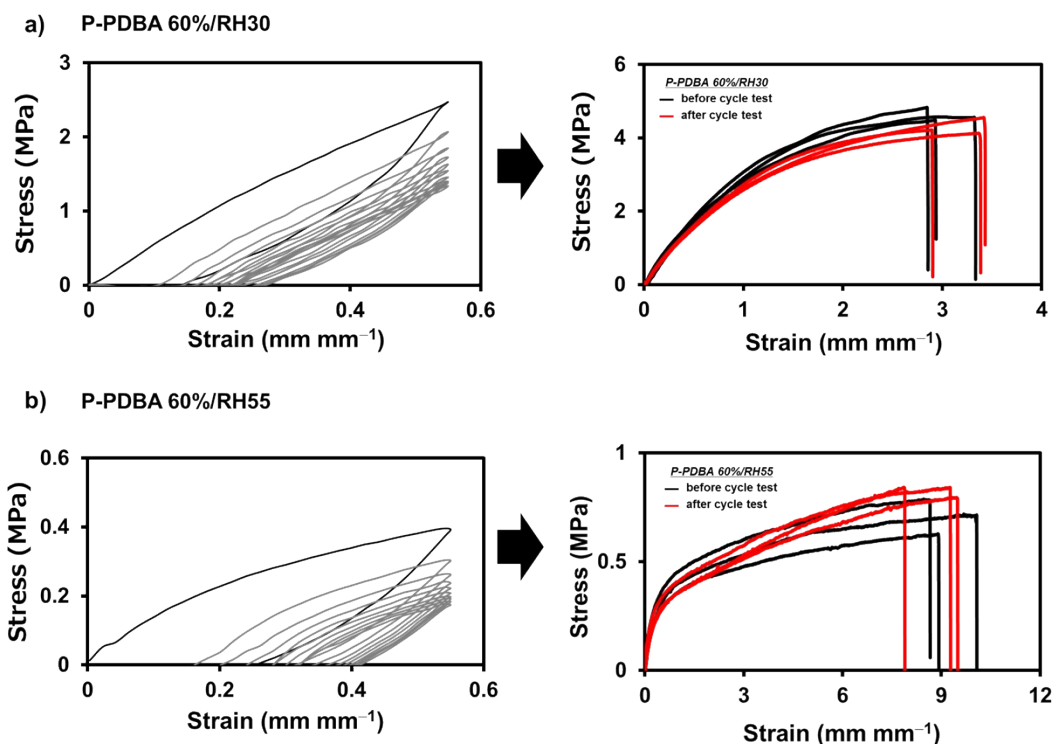 a) P-PDBA 60%/RH30
Stress (MPa)
3
2
1
0
0
0.2
0.4
0.6
Strain (mm mm⁻¹)
Stress (MPa)
6
4
2
0
P-PDBA 60%/RH30
before cycle test
after cycle test
0
1
2
3
4
Strain (mm mm⁻¹)
b) P-PDBA 60%/RH55
Stress (MPa)
0.6
0.4
0.2
0
0
0.2
0.4
0.6
Strain (mm mm⁻¹)
Stress (MPa)
1
0.5
0
P-PDBA 60%/RH55
before cycle test
after cycle test
0
3
6
9
12
Strain (mm mm⁻¹)